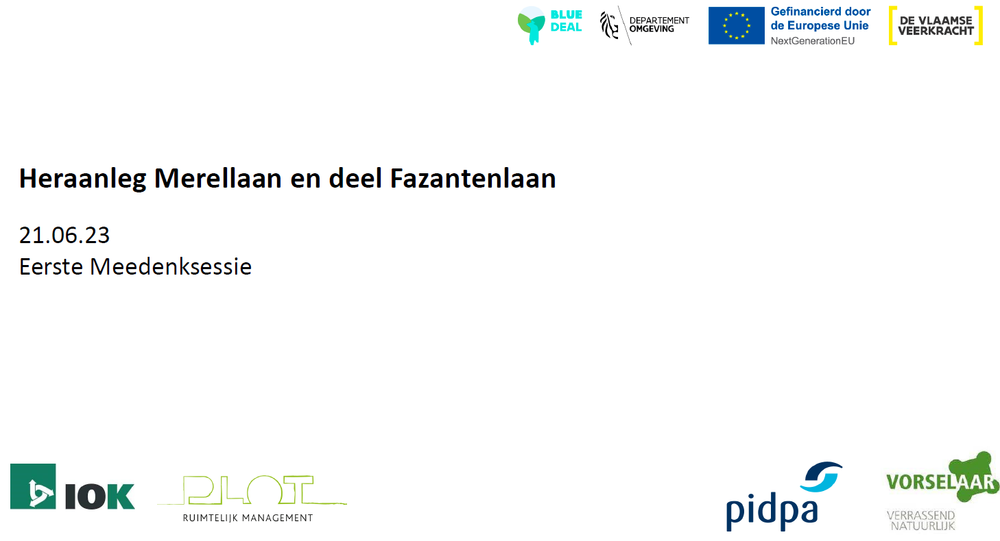 BLUE
DEAL
DEPARTEMENT
OMGEVING
Gefinancierd door
de Europese Unie
NextGenerationEU
DE VLAAMSE
VEERKRACHT
Heraanleg Merellaan en deel Fazantenlaan
21.06.23
Eerste Meedenksessie
IOK
PLOT
RUIMTELIJK MANAGEMENT
pidpa
VORSELAAR
VERRASSEND
NATUURLIJK